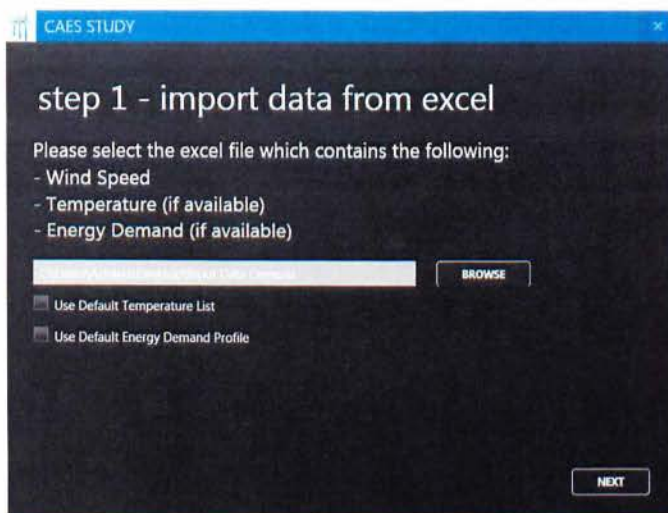 CAES STUDY
step 1 - import data from excel
Please select the excel file which contains the following:
- Wind Speed
- Temperature (if available)
- Energy Demand (if available)
BROWSE
Use Default Temperature List
Use Default Energy Demand Profile
NEXT